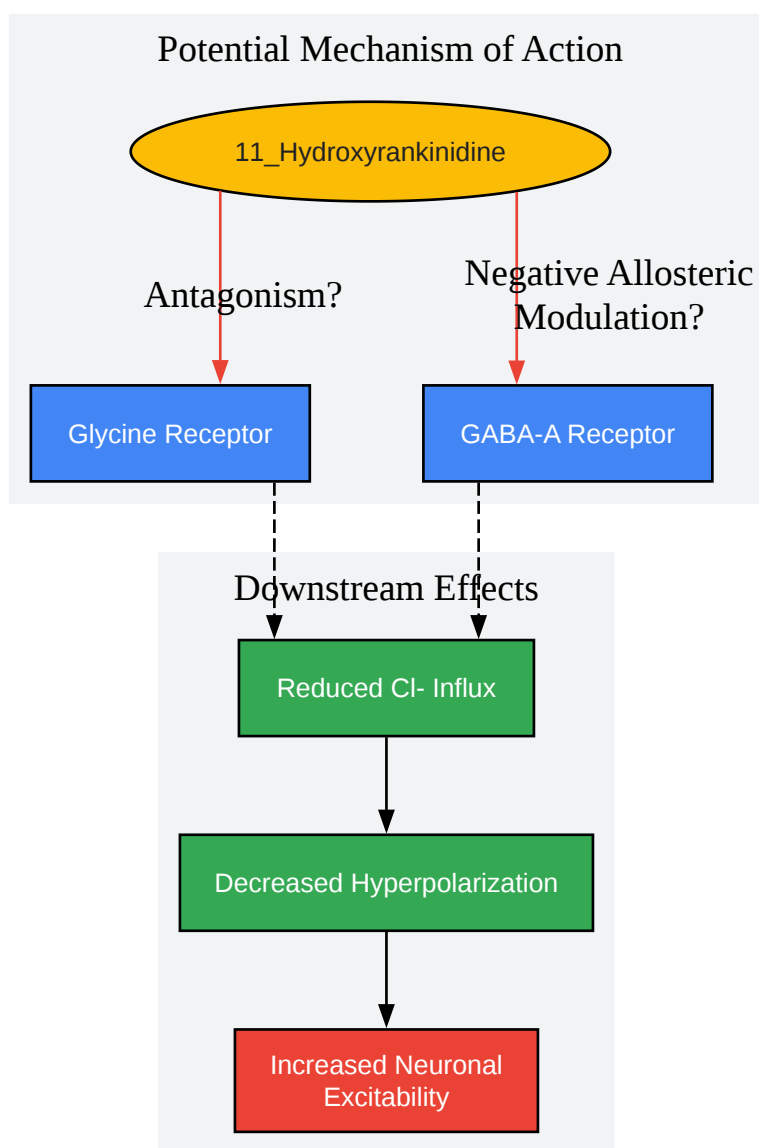 Potential Mechanism of Action
11_Hydroxyrankinidine
Antagonism?
Negative Allosteric
Modulation?
Glycine Receptor
GABA-A Receptor
Downstream Effects
Reduced Cl- Influx
Decreased Hyperpolarization
Increased Neuronal
Excitability